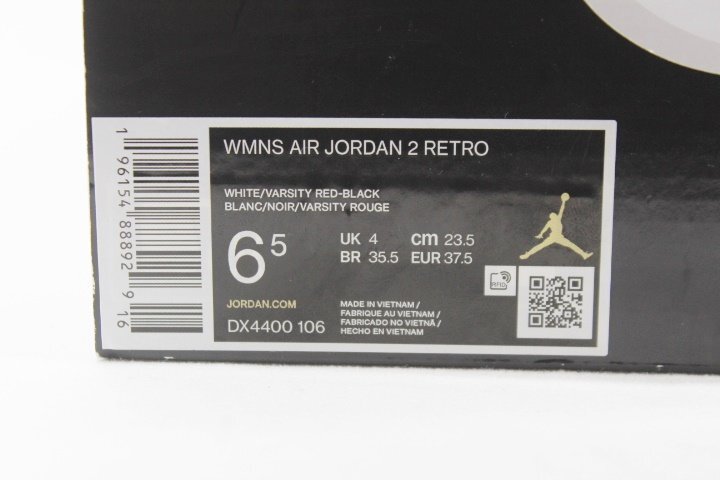 WMNS AIR JORDAN 2 RETRO
WHITE/VARSITY RED-BLACK
BLANC/NOIR/VARSITY ROUGE
6 5
UK 4 cm 23.5
BR 35.5 EUR 37.5
JORDAN.COM
DX4400 106
MADE IN VIETNAM /
FABRIQUE AU VIETNAM /
FABRICADO NO VIETNÃ /
HECHO EN VIETNAM
RFID
1 96154 88892 9 16